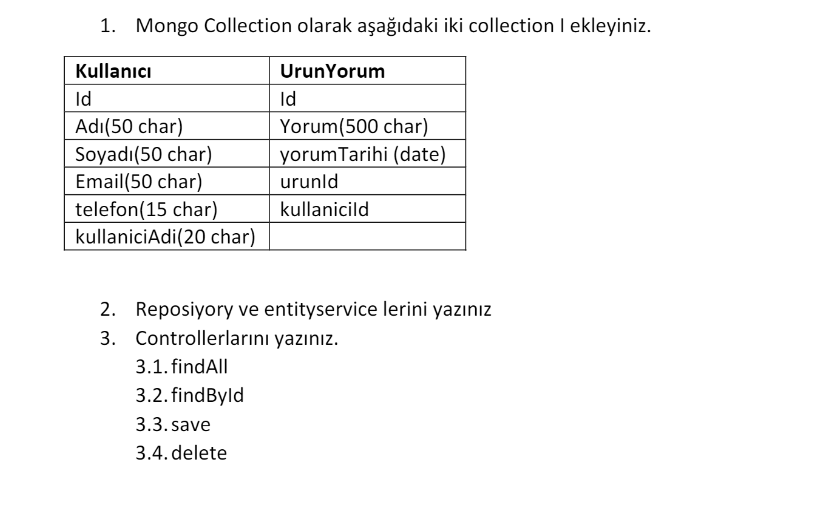 1. Mongo Collection olarak aşağıdaki iki collection I ekleyiniz.
Kullanıcı UrunYorum
Id Id
Adı(50 char) Yorum(500 char)
Soyadı(50 char) yorumTarihi (date)
Email(50 char) urunId
telefon(15 char) kullaniciId
kullaniciAdi(20 char)
2. Reposiyory ve entityservice lerini yazınız
3. Controllerlarını yazınız.
3.1. findAll
3.2. findById
3.3. save
3.4. delete